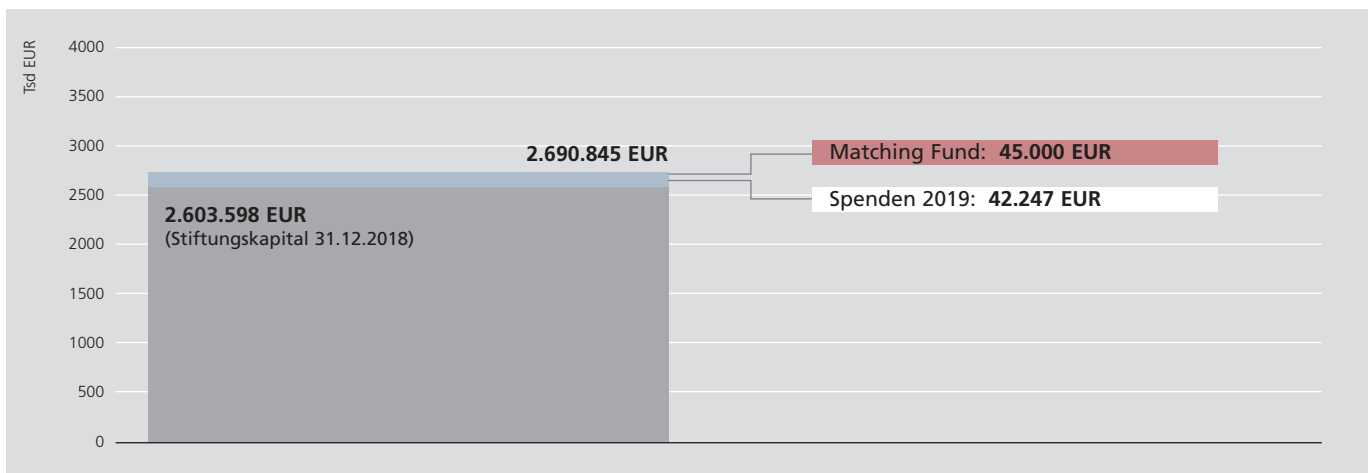 Tsd EUR
4000
3500
3000
2500
2000
1500
1000
500
0
2.690.845 EUR
2.603.598 EUR
(Stiftungskapital 31.12.2018)
Matching Fund: 45.000 EUR
Spenden 2019: 42.247 EUR